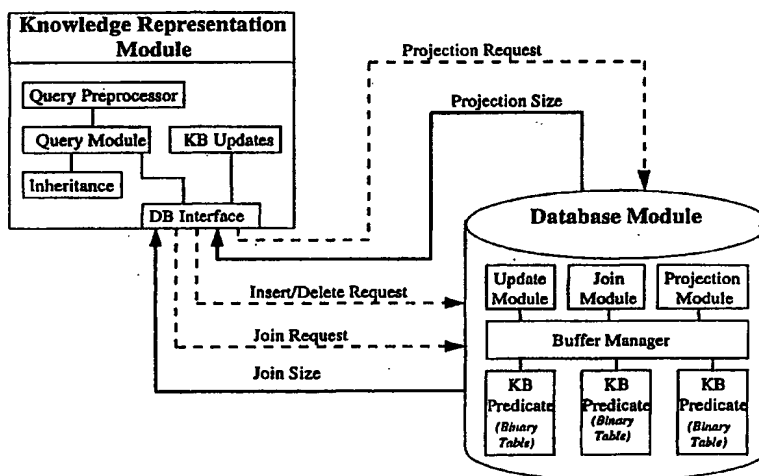 Knowledge Representation
Module
Query Preprocessor
Query Module
KB Updates
Inheritance
DB Interface
Projection Request
Projection Size
Insert/Delete Request
Join Request
Join Size
Database Module
Update
Module
Join
Module
Projection
Module
Buffer Manager
KB
Predicate
(Binary
Table)
KB
Predicate
(Binary
Table)
KB
Predicate
(Binary
Table)